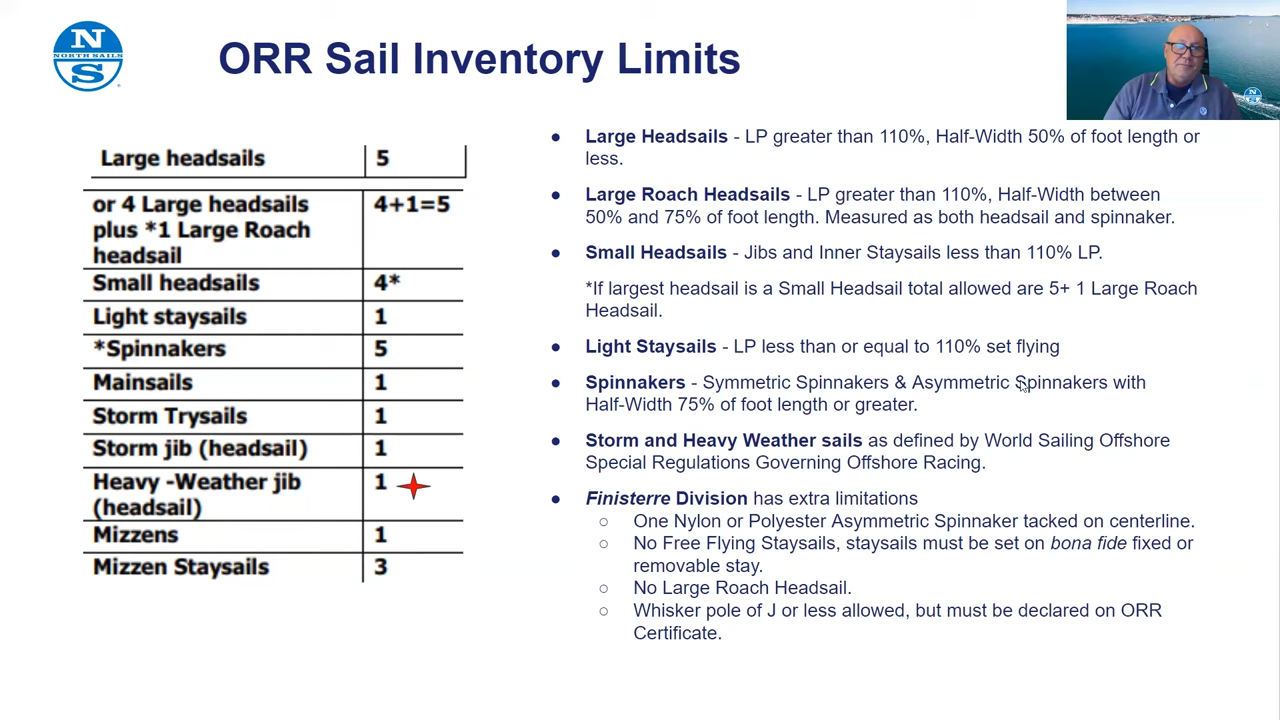 N
NORTH SAILS
S
ORR Sail Inventory Limits
Large headsails 5
or 4 Large headsails 4+1=5
plus *1 Large Roach
headsail
Small headsails 4*
Light staysails 1
*Spinnakers 5
Mainsails 1
Storm Trysails 1
Storm jib (headsail) 1
Heavy -Weather jib 1
(headsail)
Mizzens 1
Mizzen Staysails 3
● Large Headsails - LP greater than 110%, Half-Width 50% of foot length or
less.
● Large Roach Headsails - LP greater than 110%, Half-Width between
50% and 75% of foot length. Measured as both headsail and spinnaker.
● Small Headsails - Jibs and Inner Staysails less than 110% LP.
*If largest headsail is a Small Headsail total allowed are 5+ 1 Large Roach
Headsail.
● Light Staysails - LP less than or equal to 110% set flying
● Spinnakers - Symmetric Spinnakers & Asymmetric Spinnakers with
Half-Width 75% of foot length or greater.
● Storm and Heavy Weather sails as defined by World Sailing Offshore
Special Regulations Governing Offshore Racing.
● Finisterre Division has extra limitations
○ One Nylon or Polyester Asymmetric Spinnaker tacked on centerline.
○ No Free Flying Staysails, staysails must be set on bona fide fixed or
removable stay.
○ No Large Roach Headsail.
○ Whisker pole of J or less allowed, but must be declared on ORR
Certificate.